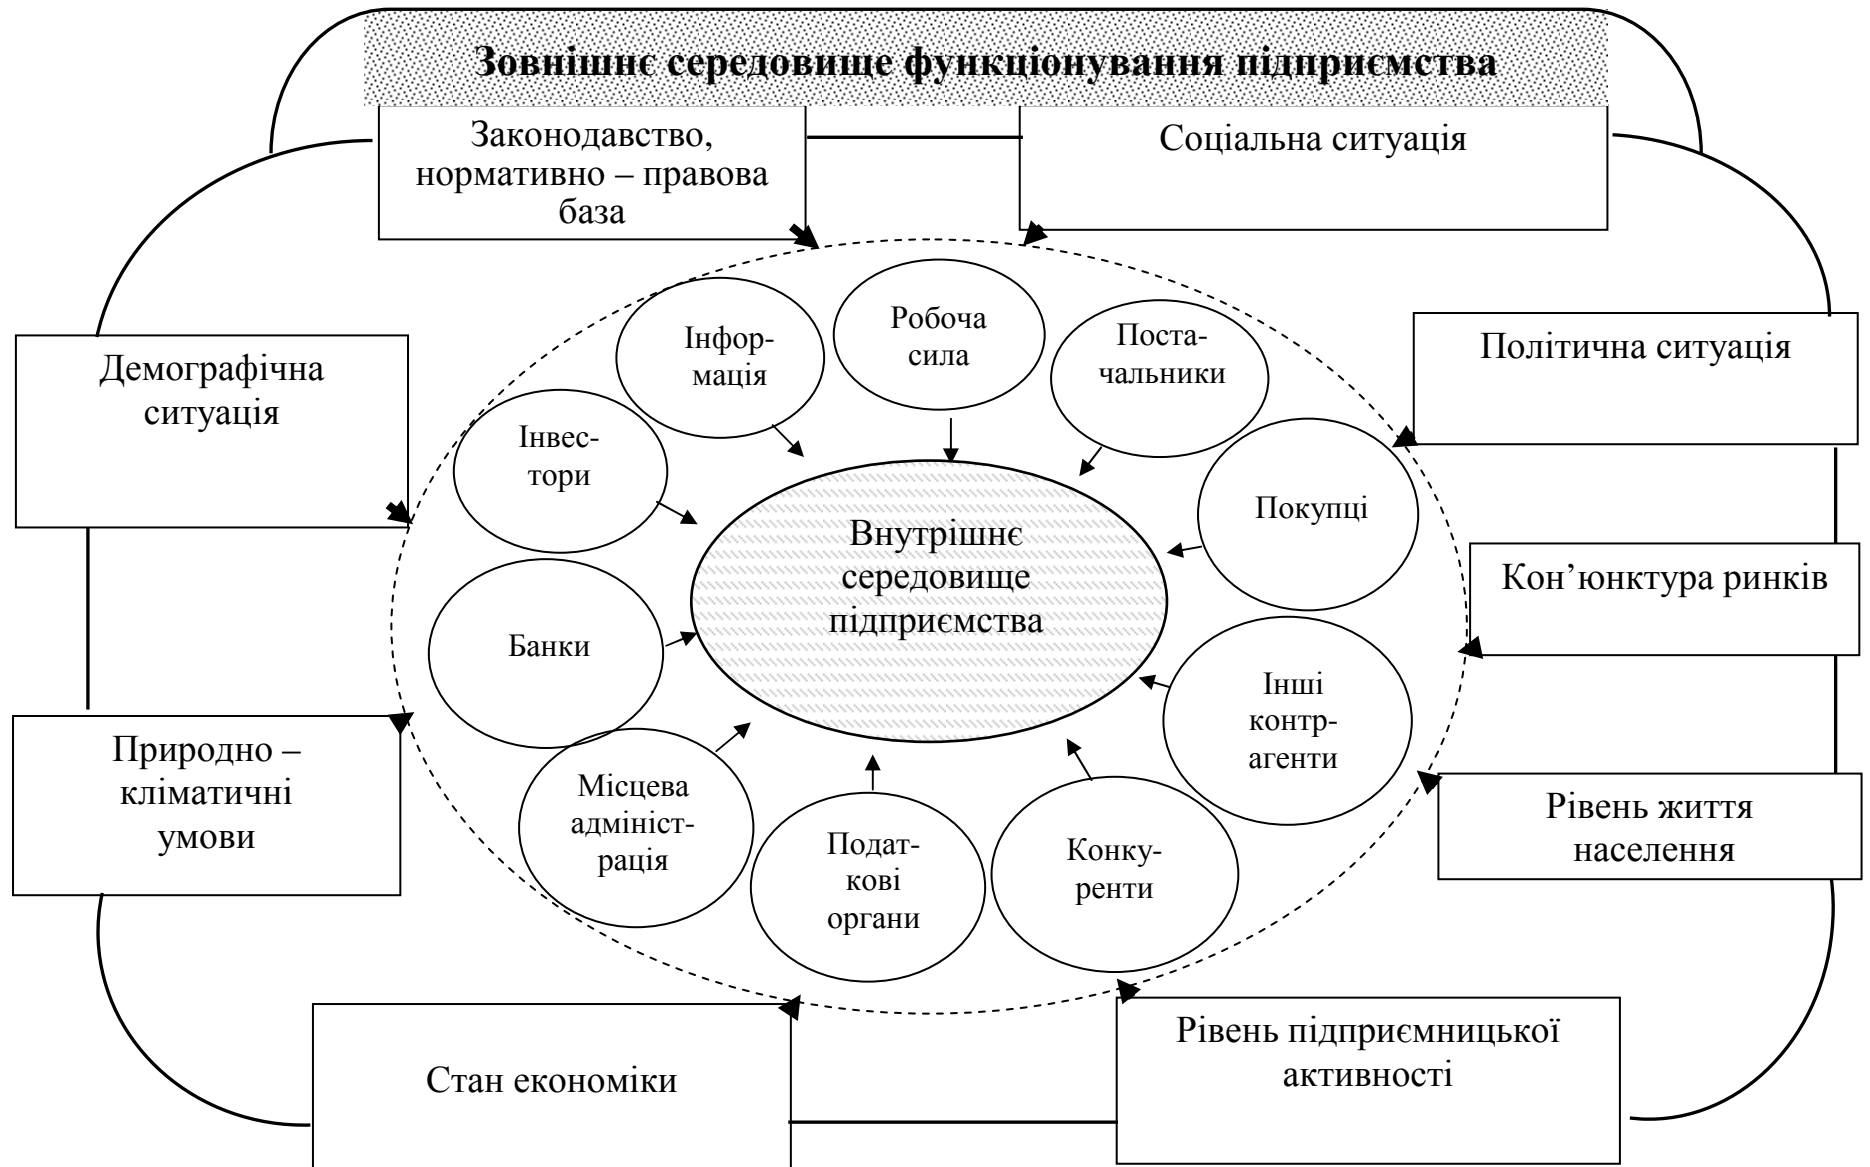 Зовнішнє середовище функціонування підприємства
Законодавство,
нормативно – правова
база
Соціальна ситуація
Демографічна
ситуація
Політична ситуація
Інфор-
мація
Робоча
сила
Поста-
чальники
Інвес-
тори
Покупці
Внутрішнє
середовище
підприємства
Кон’юнктура ринків
Банки
Інші
контр-
агенти
Природно –
кліматичні
умови
Місцева
адмініст-
рація
Подат-
кові
органи
Конку-
ренти
Рівень життя
населення
Стан економіки
Рівень підприємницької
активності